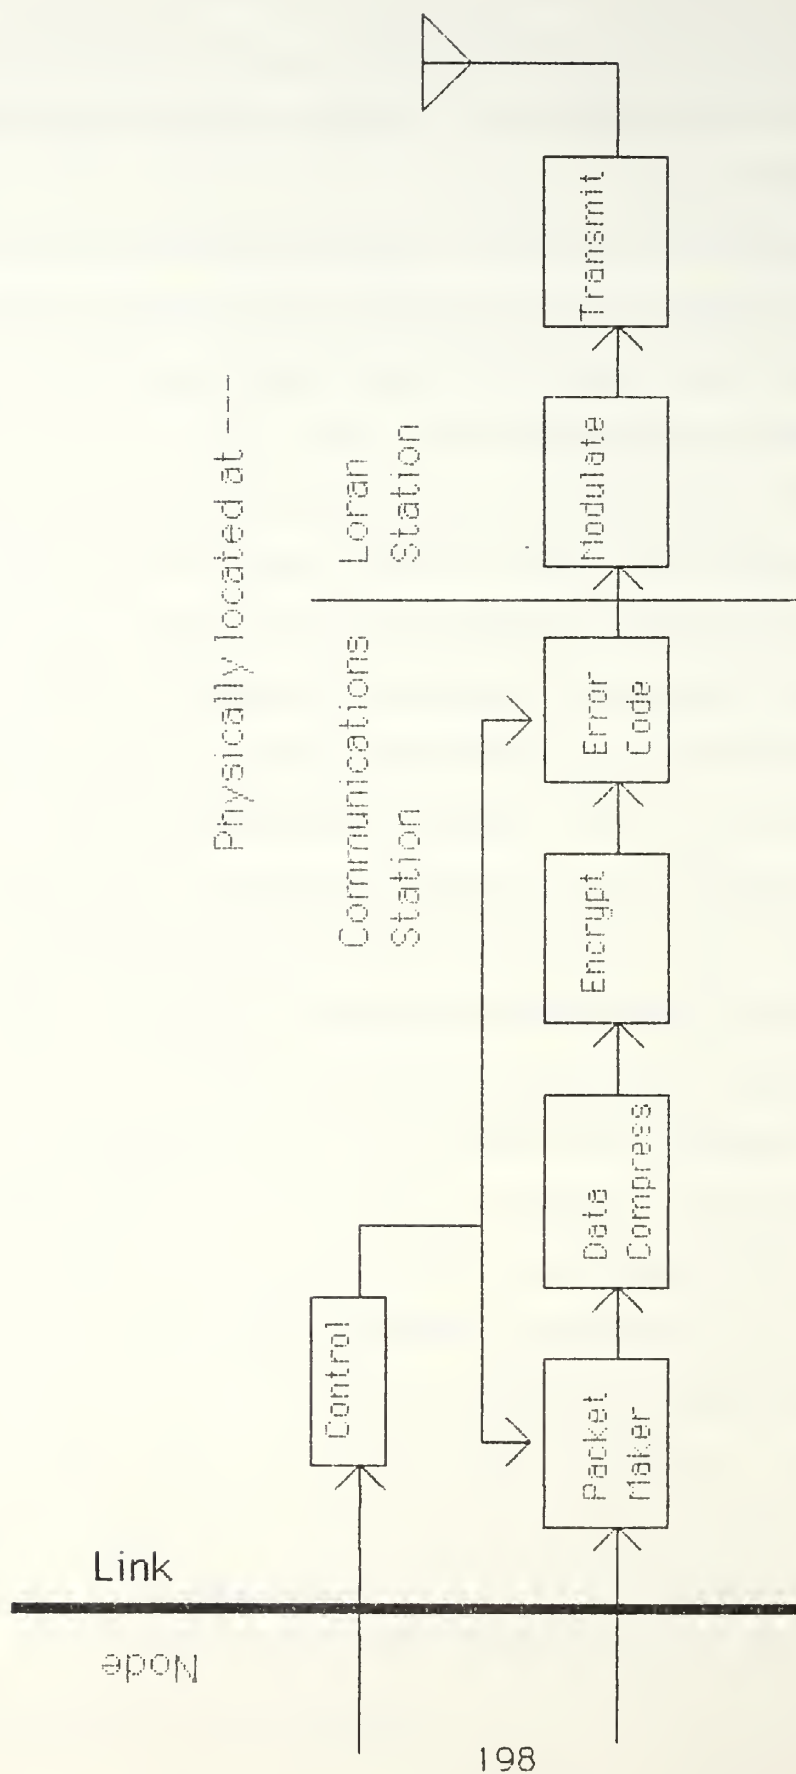 Physically located at ----
Communications
Station
Loran
Station
Control
Packet
Maker
Data
Compress
Encrypt
Error
Code
Modulate
Transmit
Link
Node
198